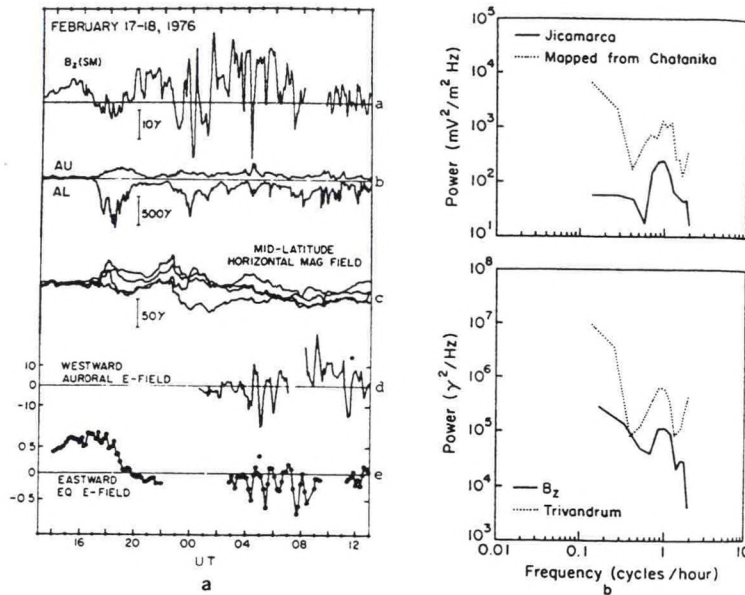 FEBRUARY 17-18, 1976
Bz(SM)
a
10γ
AU
b
AL
500γ
MID-LATITUDE
HORIZONTAL MAG FIELD
c
50γ
WESTWARD
AURORAL E-FIELD
10
0
-10
d
0.5
0
-0.5
EASTWARD
EQ E-FIELD
e
16 20 00 04 08 12
UT
a
10^5
10^4
10^3
10^2
10^1
Power (mV^2/m^2 Hz)
Jicamarca
Mapped from Chatanika
10^8
10^7
10^6
10^5
10^4
10^3
Power (γ^2/Hz)
Bz
Trivandrum
0.01 0.1 1 10
Frequency (cycles/hour)
b